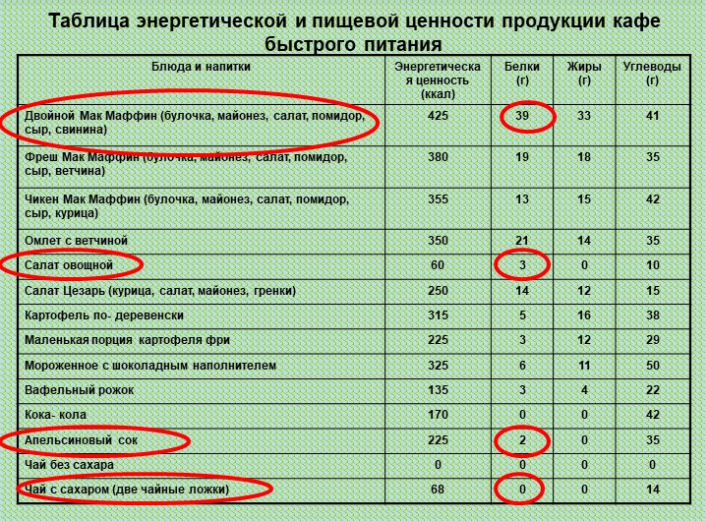 Таблица энергетической и пищевой ценности продукции кафе
быстрого питания
Блюда и напитки Энергетическа Белки Жиры Углеводы
я ценность (г) (г) (г)
(ккал)
Двойной Мак Маффин (булочка, майонез, салат, помидор, 425 39 33 41
сыр, свинина)
Фреш Мак Маффин (булочка, майонез, салат, помидор, 380 19 18 35
сыр, ветчина)
Чикен Мак Маффин (булочка, майонез, салат, помидор, 355 13 15 42
сыр, курица)
Омлет с ветчиной 350 21 14 35
Салат овощной 60 3 0 10
Салат Цезарь (курица, салат, майонез, гренки) 250 14 12 15
Картофель по- деревенски 315 5 16 38
Маленькая порция картофеля фри 225 3 12 29
Мороженное с шоколадным наполнителем 325 6 11 50
Вафельный рожок 135 3 4 22
Кока- кола 170 0 0 42
Апельсиновый сок 225 2 0 35
Чай без сахара 0 0 0 0
Чай с сахаром (две чайные ложки) 68 0 0 14